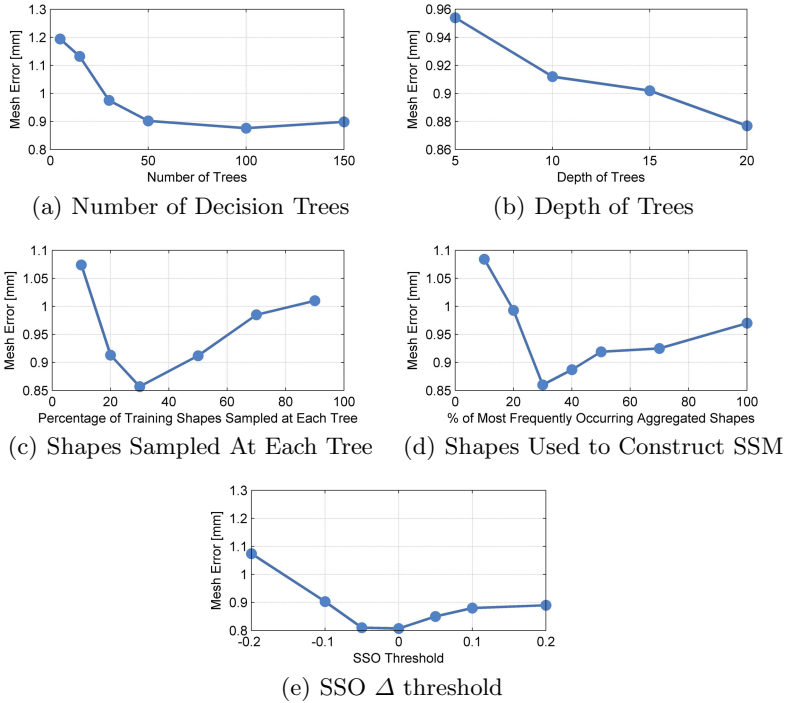 1.3
1.2
1.1
1
0.9
0.8
0 50 100 150
Mesh Error [mm]
Number of Trees
(a) Number of Decision Trees
0.96
0.94
0.92
0.9
0.88
0.86
5 10 15 20
Mesh Error [mm]
Depth of Trees
(b) Depth of Trees
1.1
1.05
1
0.95
0.9
0.85
0 20 40 60 80 100
Mesh Error [mm]
Percentage of Training Shapes Sampled at Each Tree
(c) Shapes Sampled At Each Tree
1.1
1.05
1
0.95
0.9
0.85
0 20 40 60 80 100
Mesh Error [mm]
% of Most Frequently Occurring Aggregated Shapes
(d) Shapes Used to Construct SSM
1.3
1.2
1.1
1
0.9
0.8
-0.2 -0.1 0 0.1 0.2
Mesh Error [mm]
SSO Threshold
(e) SSO Δ threshold